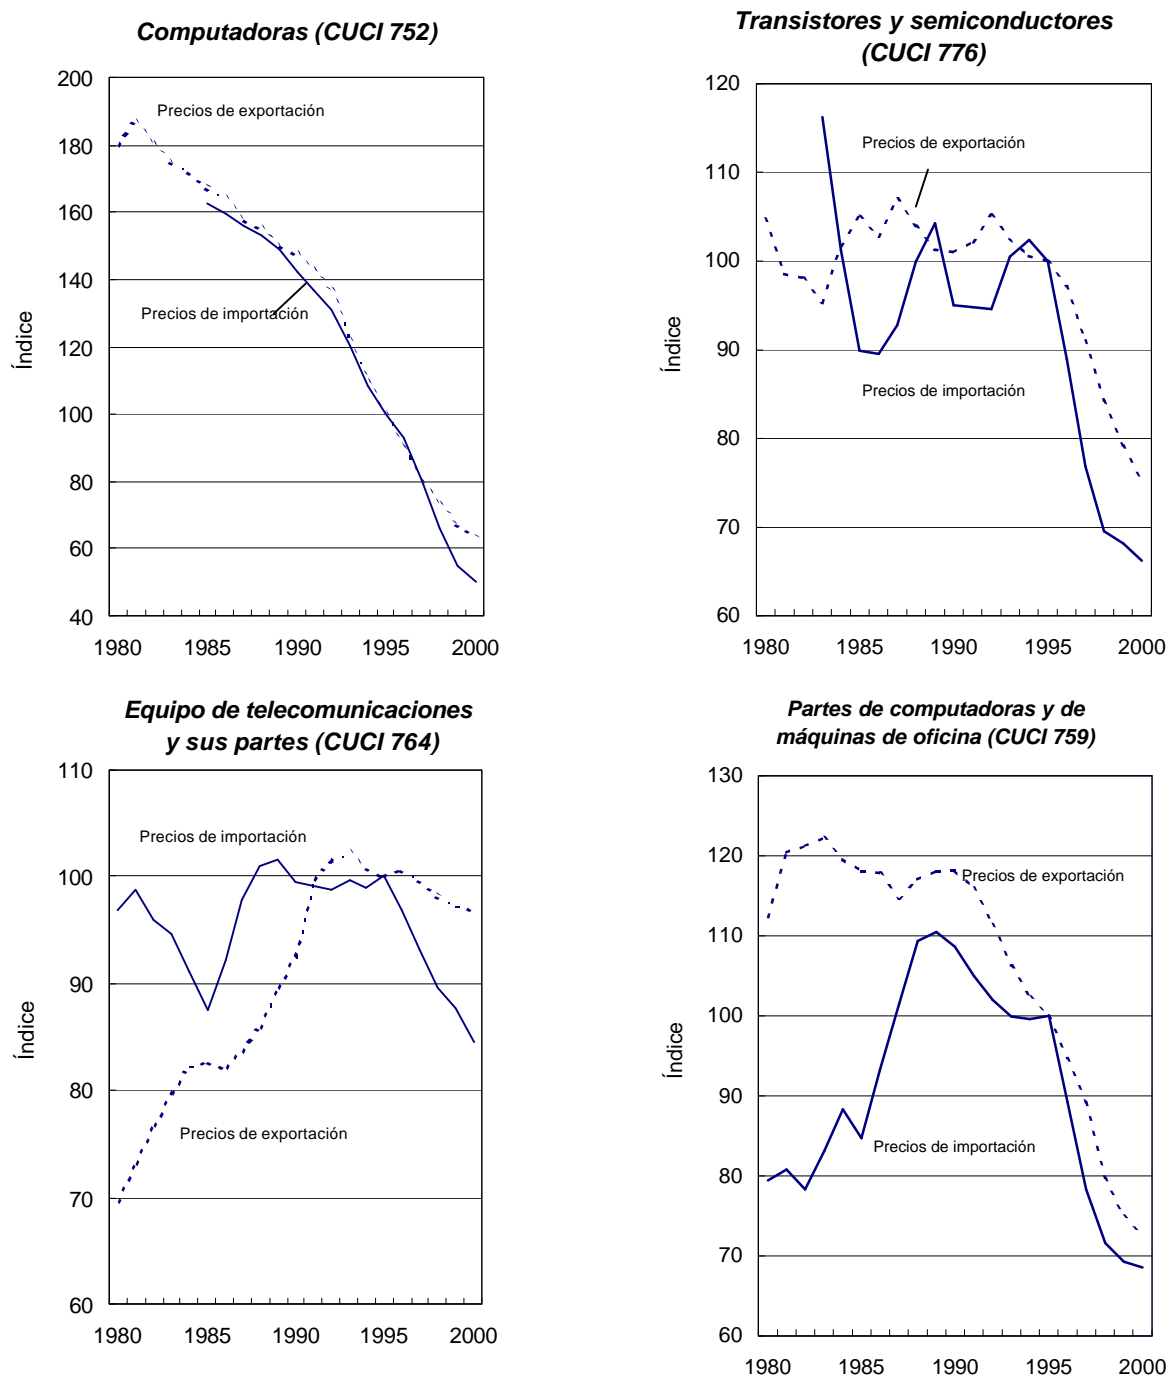 Computadoras (CUCI 752)
Índice
200
180
160
140
120
100
80
60
40
Precios de exportación
Precios de importación
1980 1985 1990 1995 2000
Transistores y semiconductores
(CUCI 776)
Índice
120
110
100
90
80
70
60
Precios de exportación
Precios de importación
1980 1985 1990 1995 2000
Equipo de telecomunicaciones
y sus partes (CUCI 764)
Índice
110
100
90
80
70
60
Precios de importación
Precios de exportación
1980 1985 1990 1995 2000
Partes de computadoras y de
máquinas de oficina (CUCI 759)
Índice
130
120
110
100
90
80
70
60
Precios de exportación
Precios de importación
1980 1985 1990 1995 2000